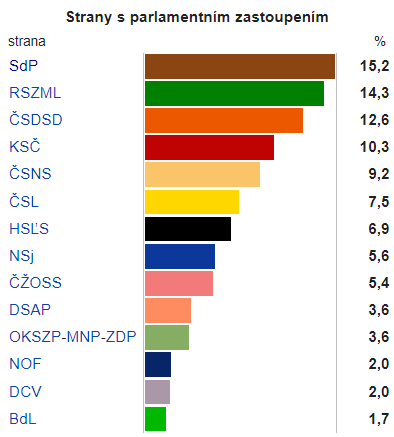 Strany s parlamentním zastoupením
strana %
SdP 15,2
RSZML 14,3
ČSDSD 12,6
KSČ 10,3
ČSNS 9,2
ČSL 7,5
HSĽS 6,9
NSj 5,6
ČŽOSS 5,4
DSAP 3,6
OKSZP-MNP-ZDP 3,6
NOF 2,0
DCV 2,0
BdL 1,7